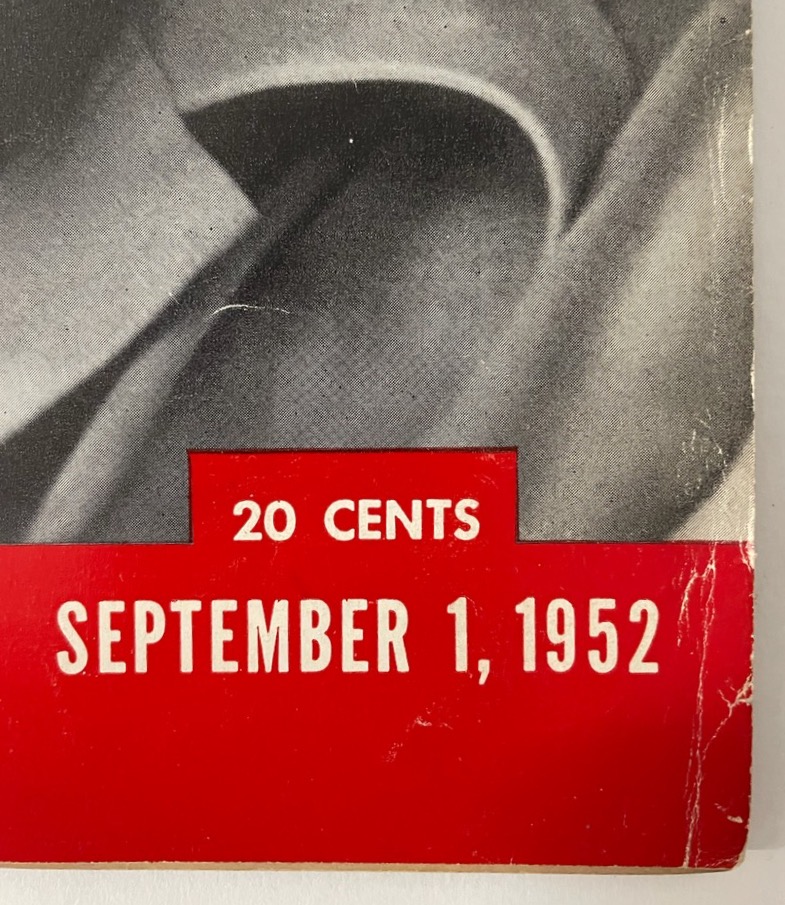 20 CENTS
SEPTEMBER 1, 1952